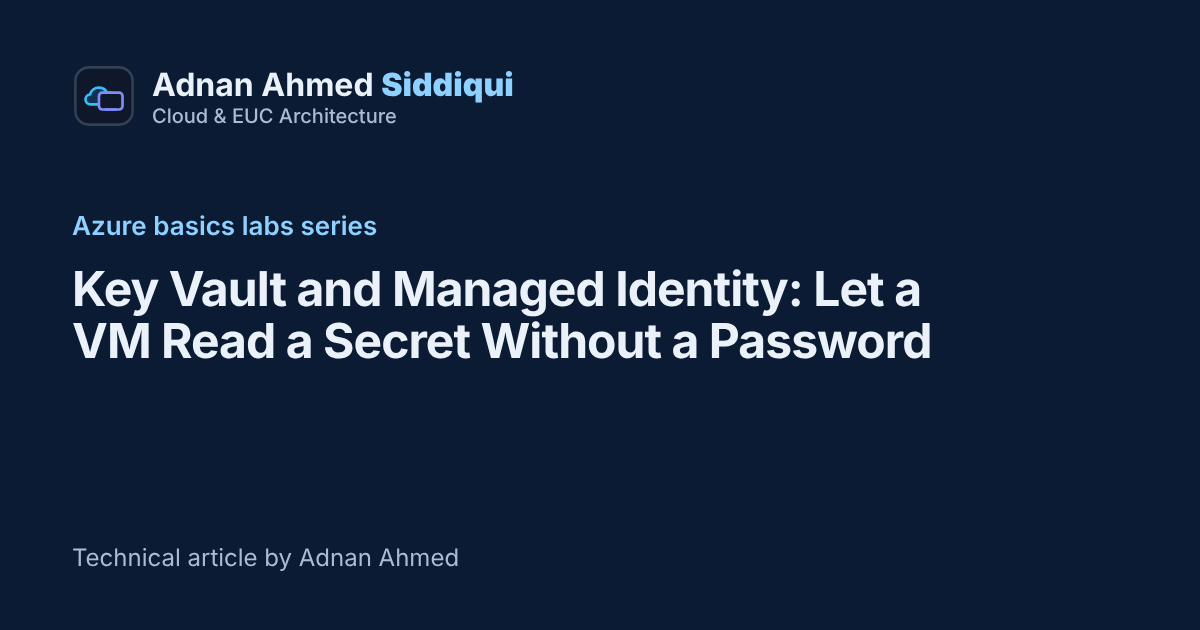 Adnan Ahmed Siddiqui
Cloud & EUC Architecture
Azure basics labs series
Key Vault and Managed Identity: Let a
VM Read a Secret Without a Password
Technical article by Adnan Ahmed